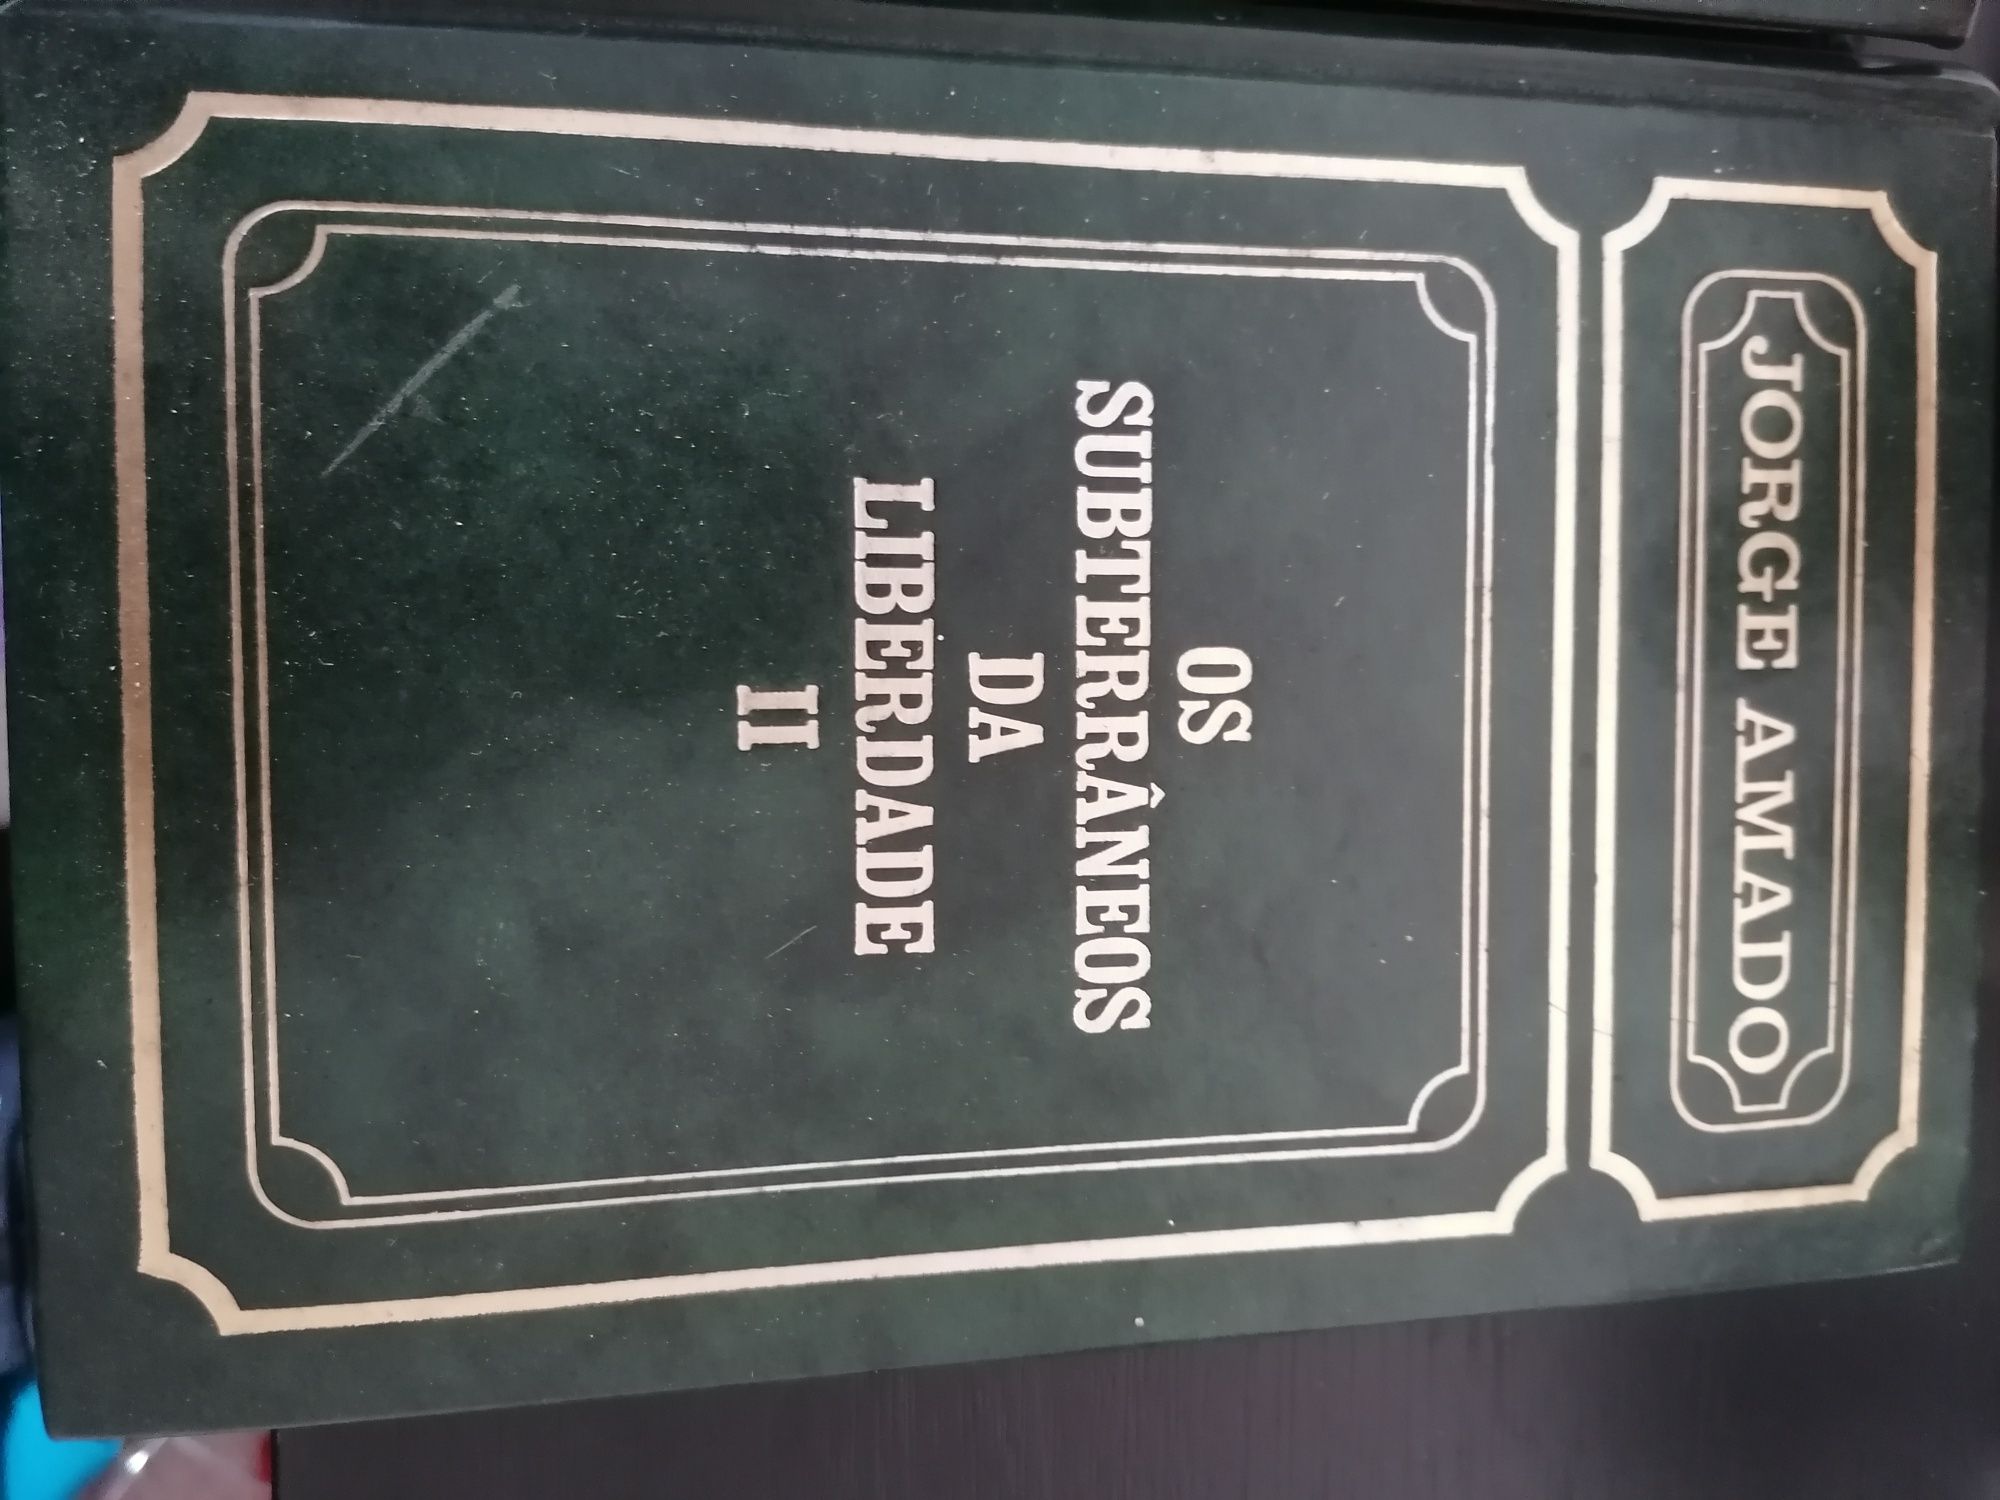 JORGE AMADO
OS
SUBTERRÂNEOS
DA
LIBERDADE
II